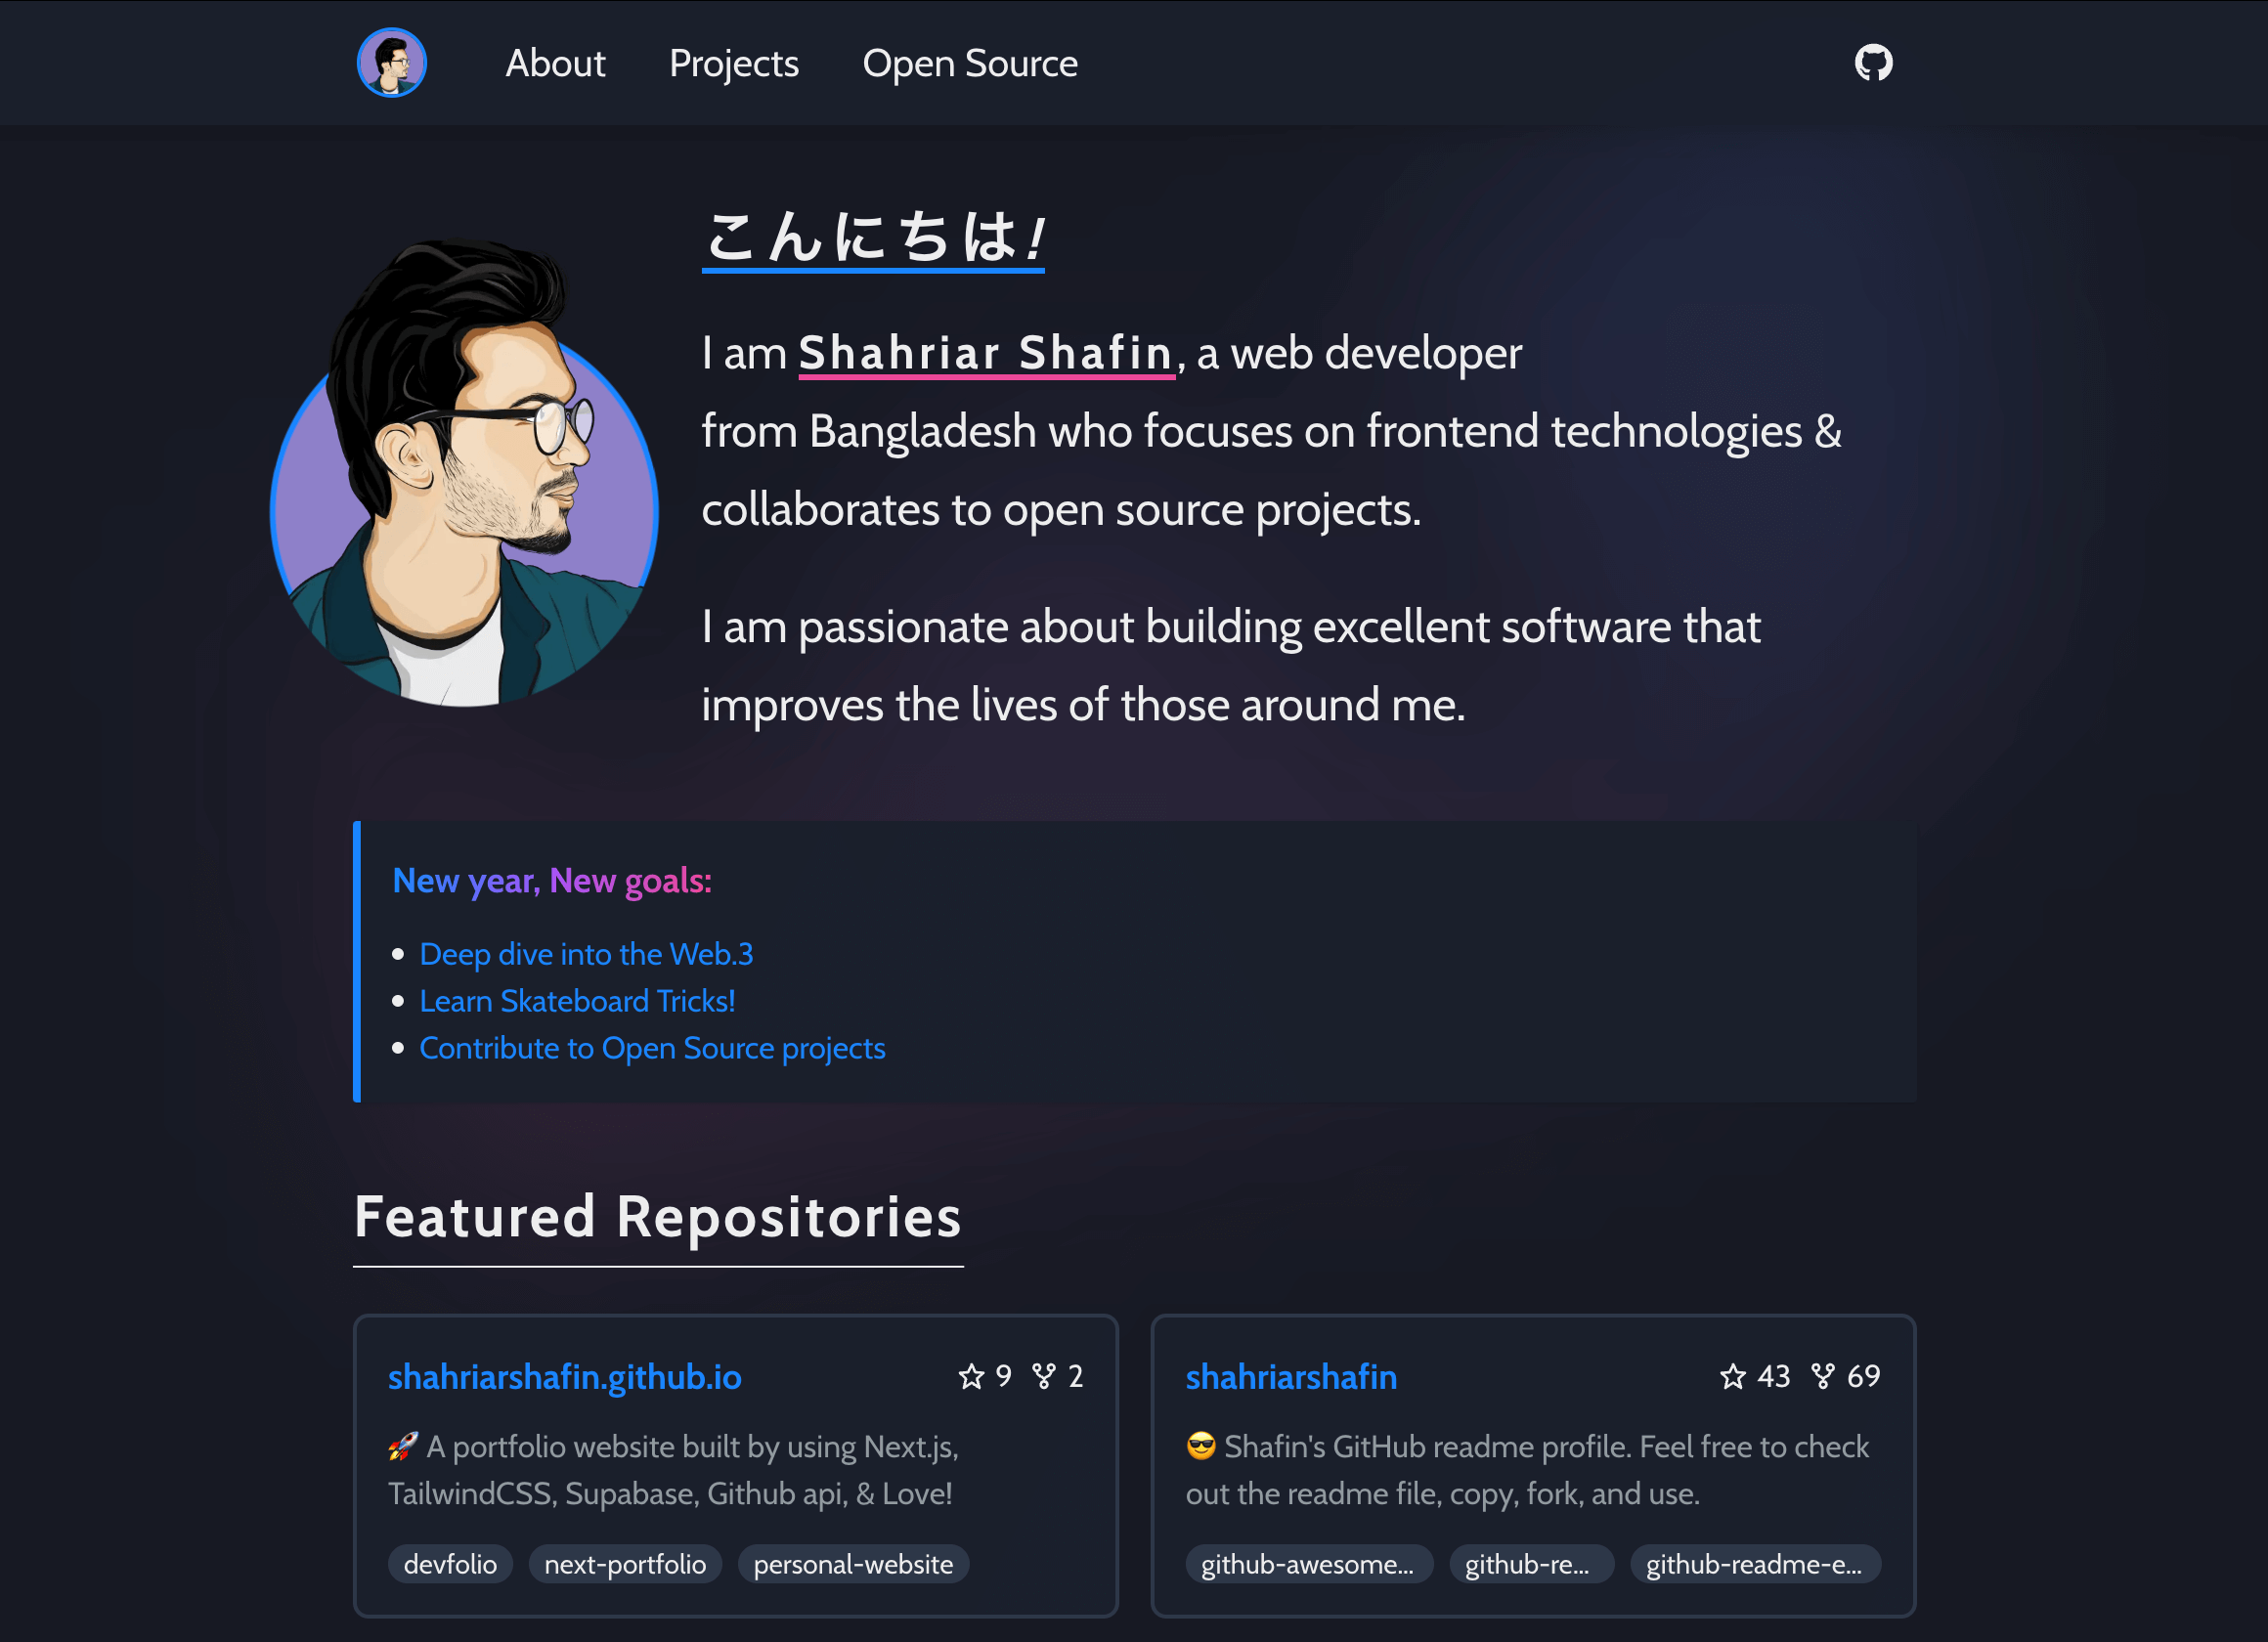 About Projects Open Source
こんにちは!
I am Shahriar Shafin, a web developer
from Bangladesh who focuses on frontend technologies &
collaborates to open source projects.
I am passionate about building excellent software that
improves the lives of those around me.
New year, New goals:
Deep dive into the Web.3
Learn Skateboard Tricks!
Contribute to Open Source projects
Featured Repositories
shahriarshafin.github.io 9 2
🚀 A portfolio website built by using Next.js,
TailwindCSS, Supabase, Github api, & Love!
devfolio next-portfolio personal-website
shahriarshafin 43 69
😎 Shafin's GitHub readme profile. Feel free to check
out the readme file, copy, fork, and use.
github-awesome... github-re... github-readme-e...